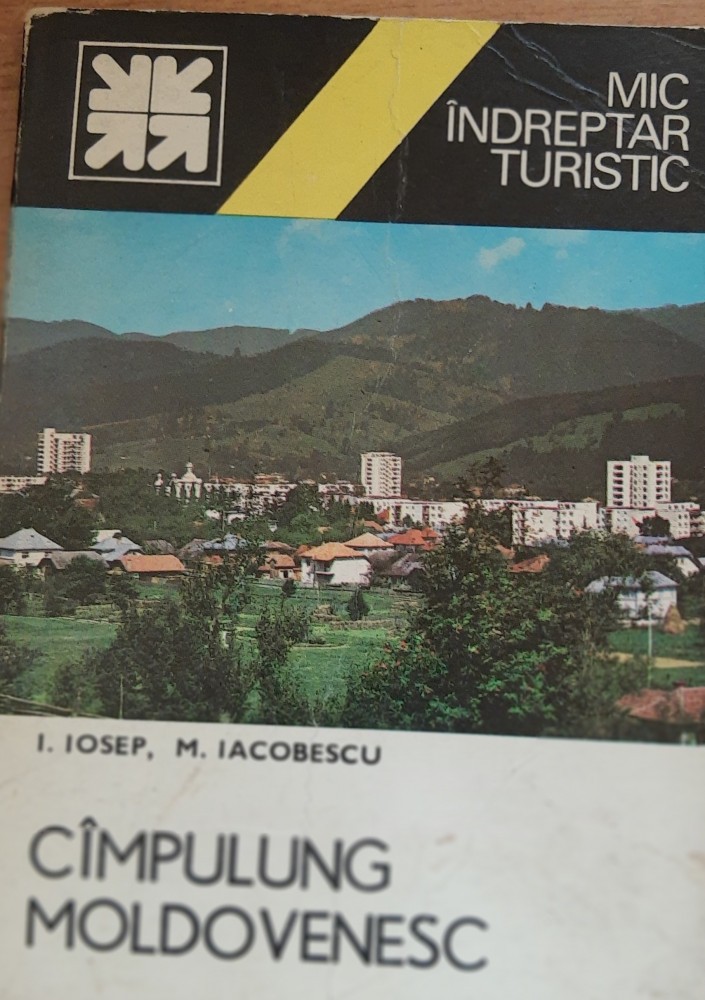 MIC
ÎNDREPTAR
TURISTIC
I. IOSEP, M. IACOBESCU
CÎMPULUNG
MOLDOVENESC